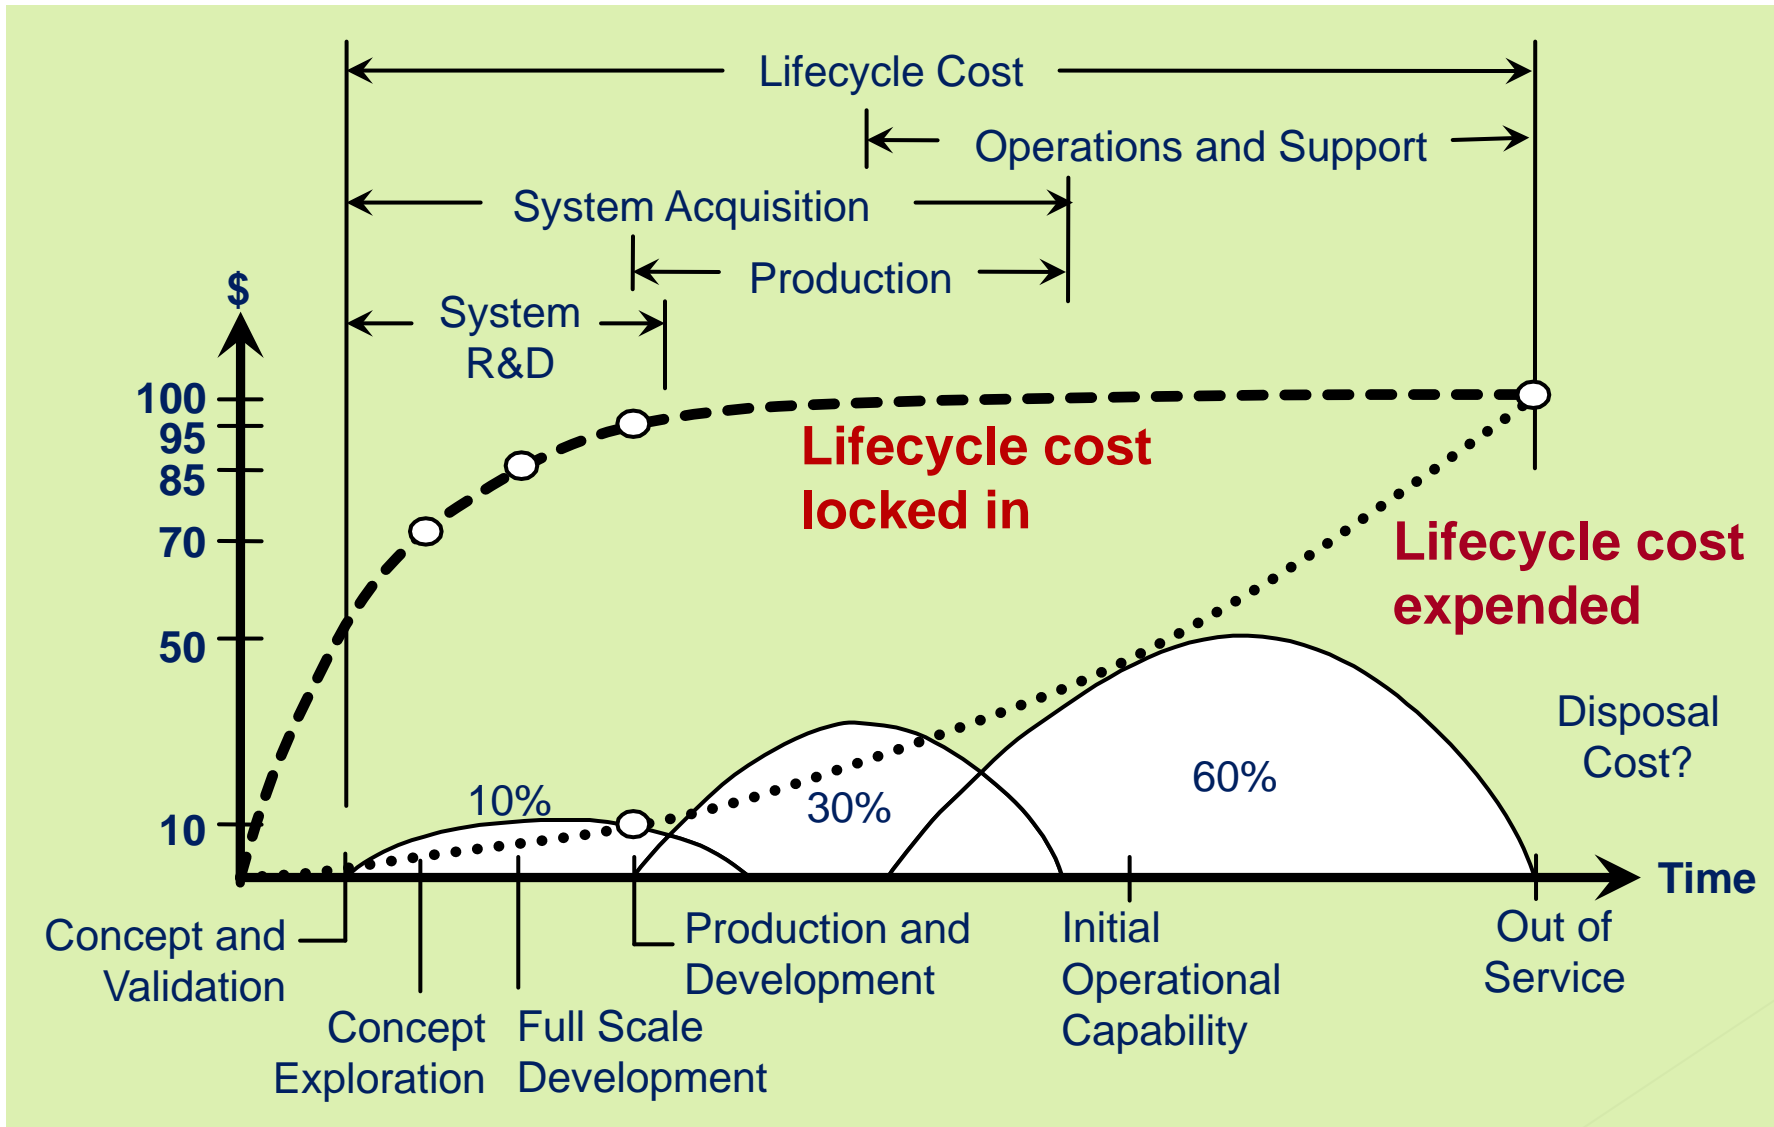 Lifecycle Cost
Operations and Support
System Acquisition
Production
$
System
R&D
100
95
85
70
50
10
Lifecycle cost
locked in
Lifecycle cost
expended
Disposal
Cost?
10%
30%
60%
Time
Concept and
Validation
Production and
Development
Initial
Operational
Capability
Out of
Service
Concept
Exploration
Full Scale
Development